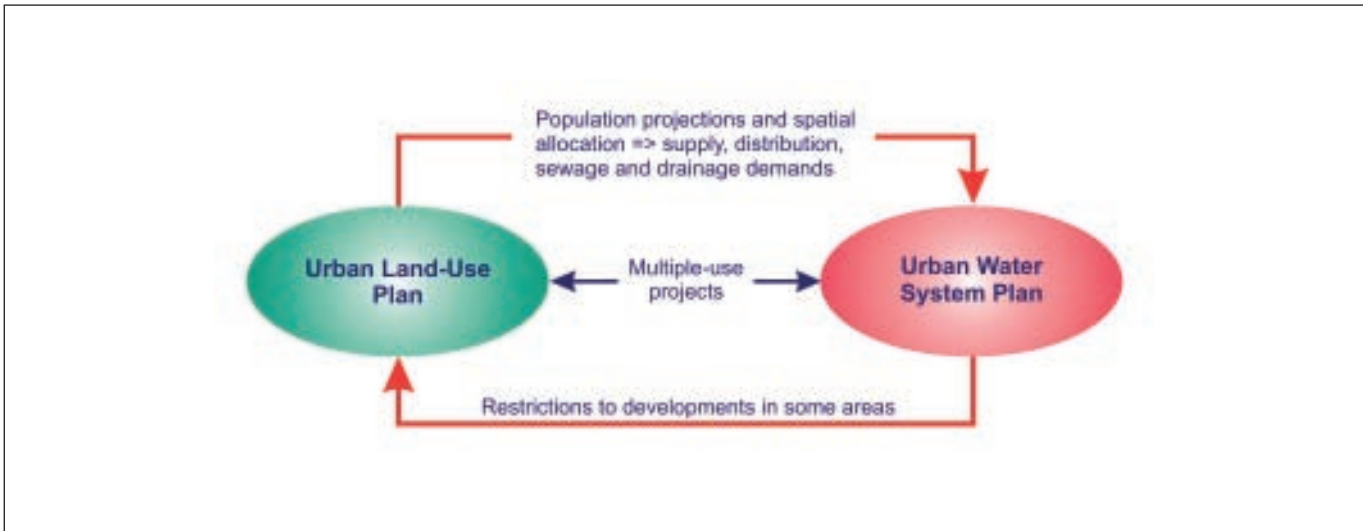 Population projections and spatial
allocation => supply, distribution,
sewage and drainage demands
Urban Land-Use
Plan
Multiple-use
projects
Urban Water
System Plan
Restrictions to developments in some areas